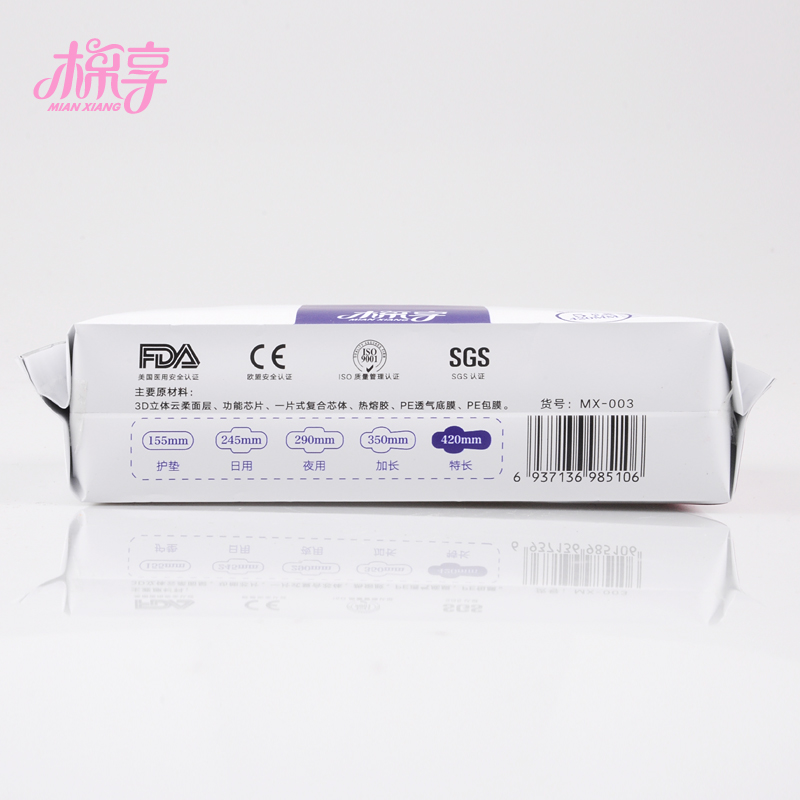 棉享
MIAN XIANG
棉享
MIAN XIANG
FDA
美国医用安全认证
CE
欧盟安全认证
ISO
9001
ISO 质量管理认证
SGS
SGS 认证
主要原材料：
3D立体云柔面层、功能芯片、一片式复合芯体、热熔胶、PE透气底膜、PE包膜。
货号：MX-003
155mm
245mm
290mm
350mm
420mm
护垫
日用
夜用
加长
特长
6 937136 985106